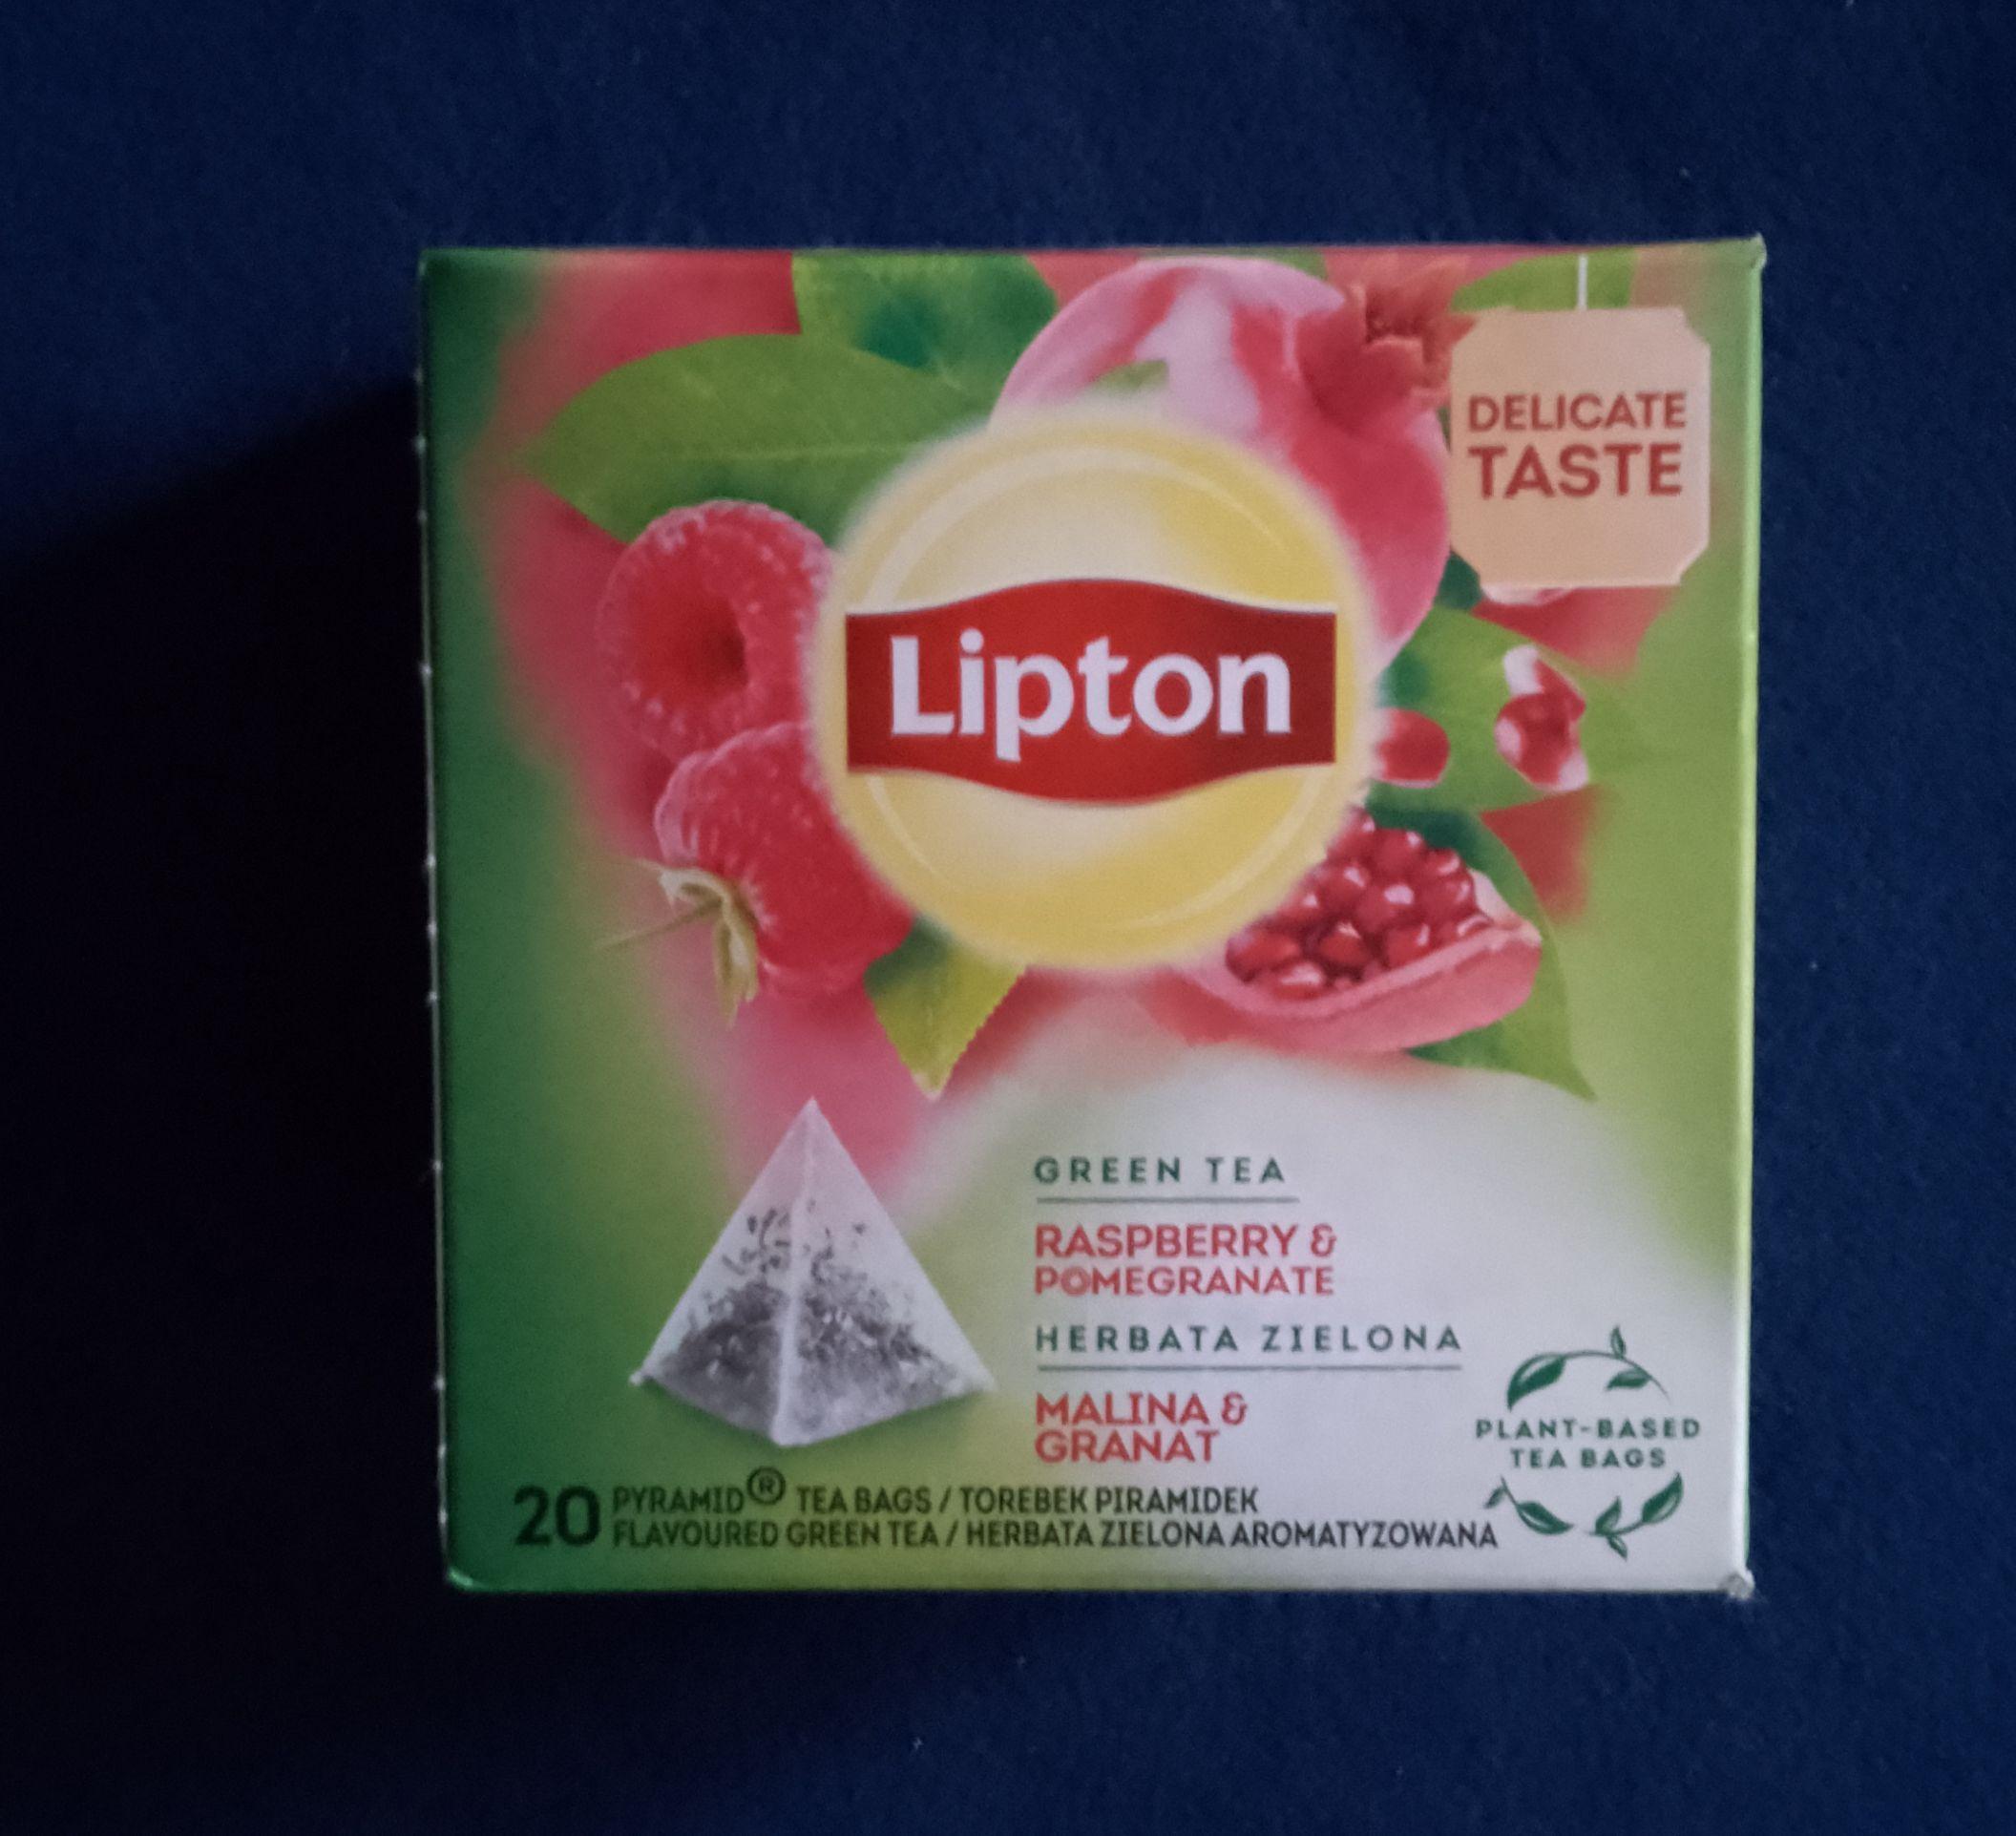 DELICATE
TASTE
Lipton
GREEN TEA
RASPBERRY &
POMEGRANATE
HERBATA ZIELONA
MALINA &
GRANAT
PLANT-BASED
TEA BAGS
20 PYRAMID® TEA BAGS / TOREBEK PIRAMIDEK
FLAVOURED GREEN TEA / HERBATA ZIELONA AROMATYZOWANA